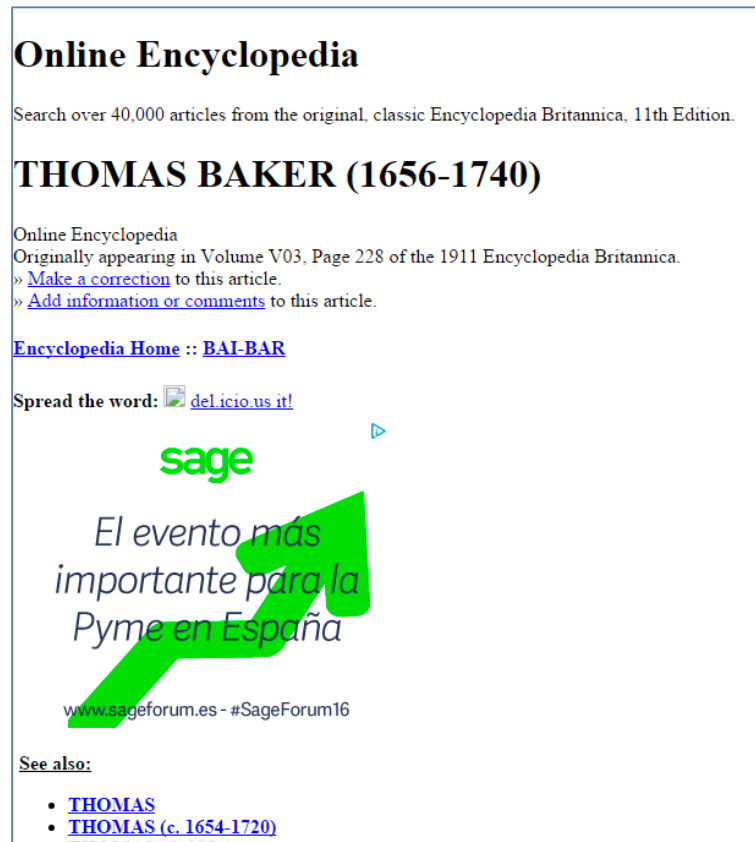 Online Encyclopedia
Search over 40,000 articles from the original, classic Encyclopedia Britannica, 11th Edition.
THOMAS BAKER (1656-1740)
Online Encyclopedia
Originally appearing in Volume V03, Page 228 of the 1911 Encyclopedia Britannica.
» Make a correction to this article.
» Add information or comments to this article.
Encyclopedia Home :: BAI-BAR
Spread the word: del.icio.us it!
sage
El evento más
importante para la
Pyme en España
www.sageforum.es - #SageForum16
See also:
• THOMAS
• THOMAS (c. 1654-1720)